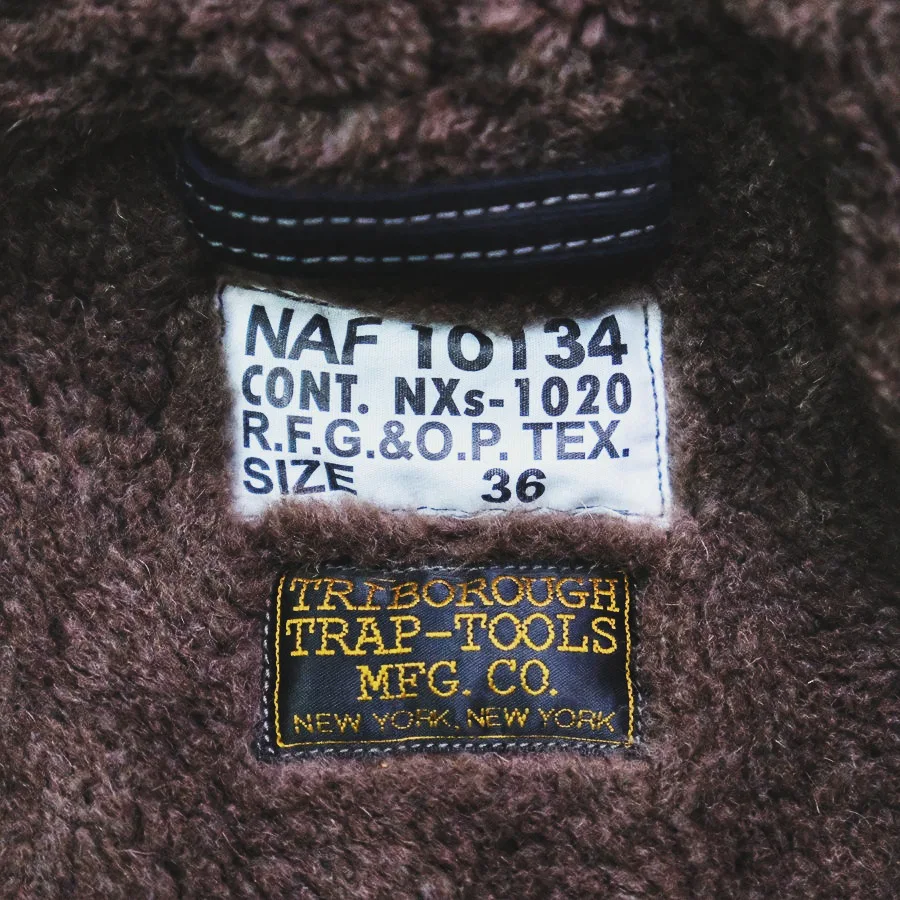 NAF 10134
CONT. NXs-1020
R.F.G.&O.P. TEX.
SIZE 36
TRIBOROUGH
TRAP-TOOLS
MFG. CO.
NEW YORK, NEW YORK